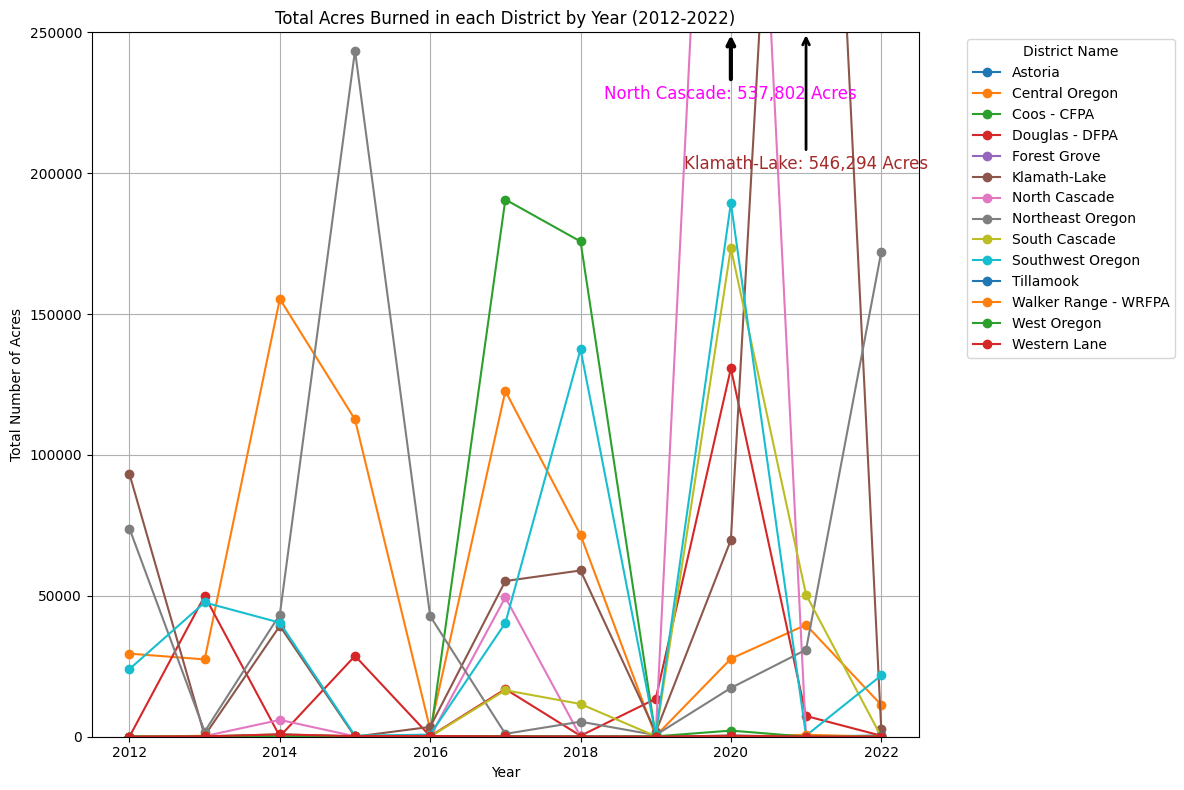 Total Acres Burned in each District by Year (2012-2022)
250000
200000
150000
100000
50000
0
Total Number of Acres
North Cascade: 537,802 Acres
Klamath-Lake: 546,294 Acres
2012
2014
2016
2018
2020
2022
Year
District Name
Astoria
Central Oregon
Coos - CFPA
Douglas - DFPA
Forest Grove
Klamath-Lake
North Cascade
Northeast Oregon
South Cascade
Southwest Oregon
Tillamook
Walker Range - WRFPA
West Oregon
Western Lane